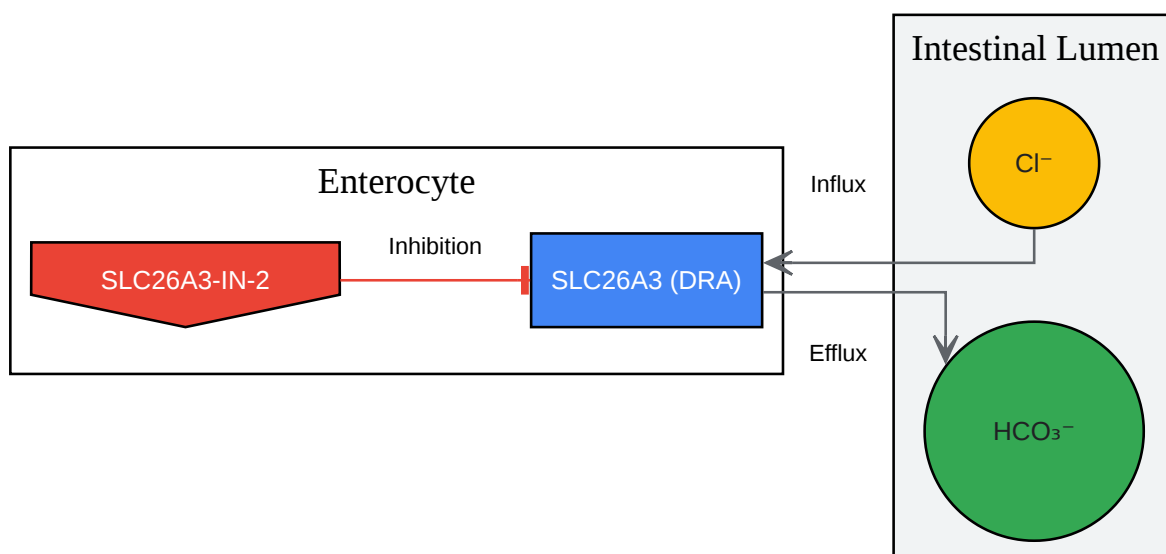 Intestinal Lumen
Cl⁻
Influx
Enterocyte
Inhibition
SLC26A3-IN-2
SLC26A3 (DRA)
Efflux
HCO₃⁻